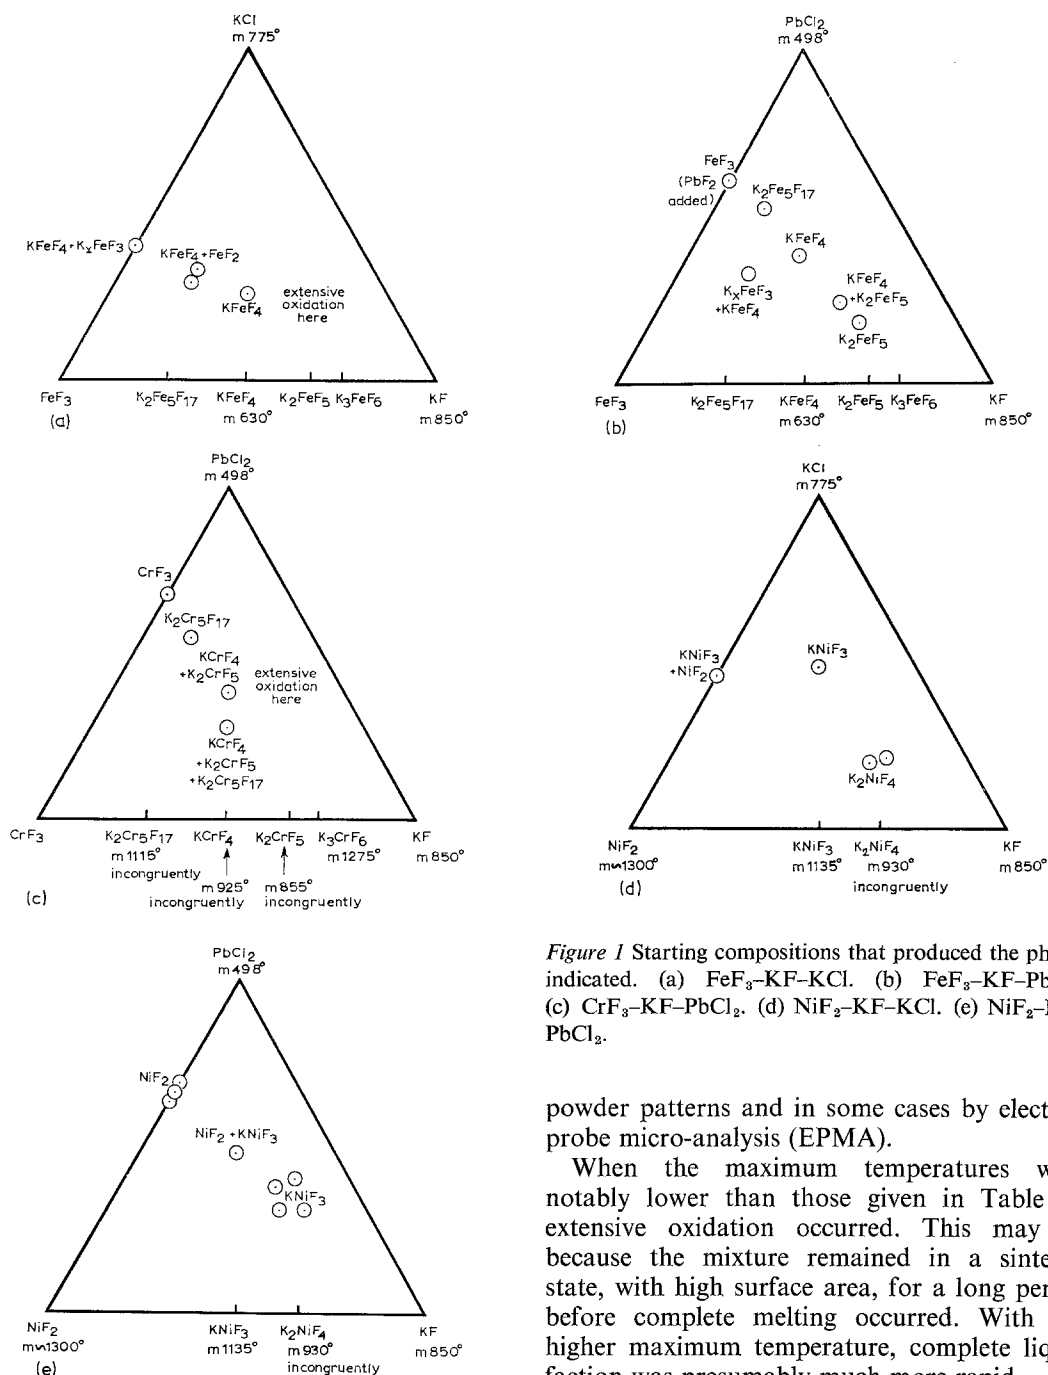 KCl
m 775°
KFeF₄+KₓFeF₃
KFeF₄+FeF₂
KFeF₄
extensive
oxidation
here
FeF₃ K₂Fe₅F₁₇ KFeF₄ K₂FeF₅ K₃FeF₆ KF
m 630° m 850°
(a)
PbCl₂
m 498°
FeF₃
(PbF₂
added)
K₂Fe₅F₁₇
KFeF₄
KₓFeF₃
+KFeF₄
KFeF₄
+K₂FeF₅
K₂FeF₅
FeF₃ K₂Fe₅F₁₇ KFeF₄ K₂FeF₅ K₃FeF₆ KF
m 630° m 850°
(b)
PbCl₂
m 498°
CrF₃
K₂Cr₅F₁₇
KCrF₄
+K₂CrF₅
extensive
oxidation
here
KCrF₄
+K₂CrF₅
+K₂Cr₅F₁₇
CrF₃ K₂Cr₅F₁₇ KCrF₄ K₂CrF₅ K₃CrF₆ KF
m 1115° m 1275° m 850°
incongruently
m 925° m 855°
incongruently incongruently
(c)
KCl
m 775°
KNiF₃
+NiF₂
KNiF₃
K₂NiF₄
NiF₂ KNiF₃ K₂NiF₄ KF
m~1300° m 1135° m 930° m 850°
incongruently
(d)
PbCl₂
m 498°
NiF₂
NiF₂+KNiF₃
KNiF₃
NiF₂ KNiF₃ K₂NiF₄ KF
m~1300° m 1135° m 930° m 850°
incongruently
(e)
Figure 1 Starting compositions that produced the ph
indicated. (a) FeF₃–KF–KCl. (b) FeF₃–KF–Pb
(c) CrF₃–KF–PbCl₂. (d) NiF₂–KF–KCl. (e) NiF₂–
PbCl₂.
powder patterns and in some cases by elect
probe micro-analysis (EPMA).
When the maximum temperatures w
notably lower than those given in Table
extensive oxidation occurred. This may
because the mixture remained in a sinte
state, with high surface area, for a long per
before complete melting occurred. With
higher maximum temperature, complete liq
faction was presumably much more rapid